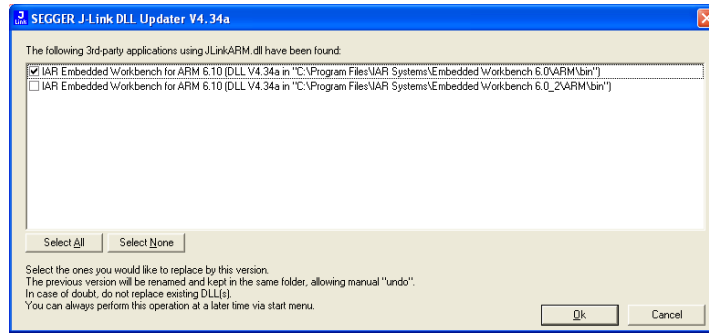 J Link SEGGER J-Link DLL Updater V4.34a
The following 3rd-party applications using JLinkARM.dll have been found:
IAR Embedded Workbench for ARM 6.10 (DLL V4.34a in "C:\Program Files\IAR Systems\Embedded Workbench 6.0\ARM\bin")
IAR Embedded Workbench for ARM 6.10 (DLL V4.34a in "C:\Program Files\IAR Systems\Embedded Workbench 6.0_2\ARM\bin")
Select All Select None
Select the ones you would like to replace by this version.
The previous version will be renamed and kept in the same folder, allowing manual "undo".
In case of doubt, do not replace existing DLL(s).
You can always perform this operation at a later time via start menu.
Ok Cancel